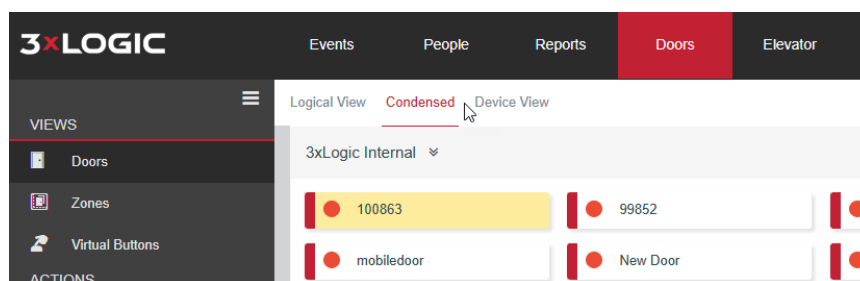 3xLOGIC
Events People Reports Doors Elevator
Logical View Condensed Device View
VIEWS
3xLogic Internal
Doors
Zones
Virtual Buttons
100863 99852
mobiledoor New Door
ACTIONS